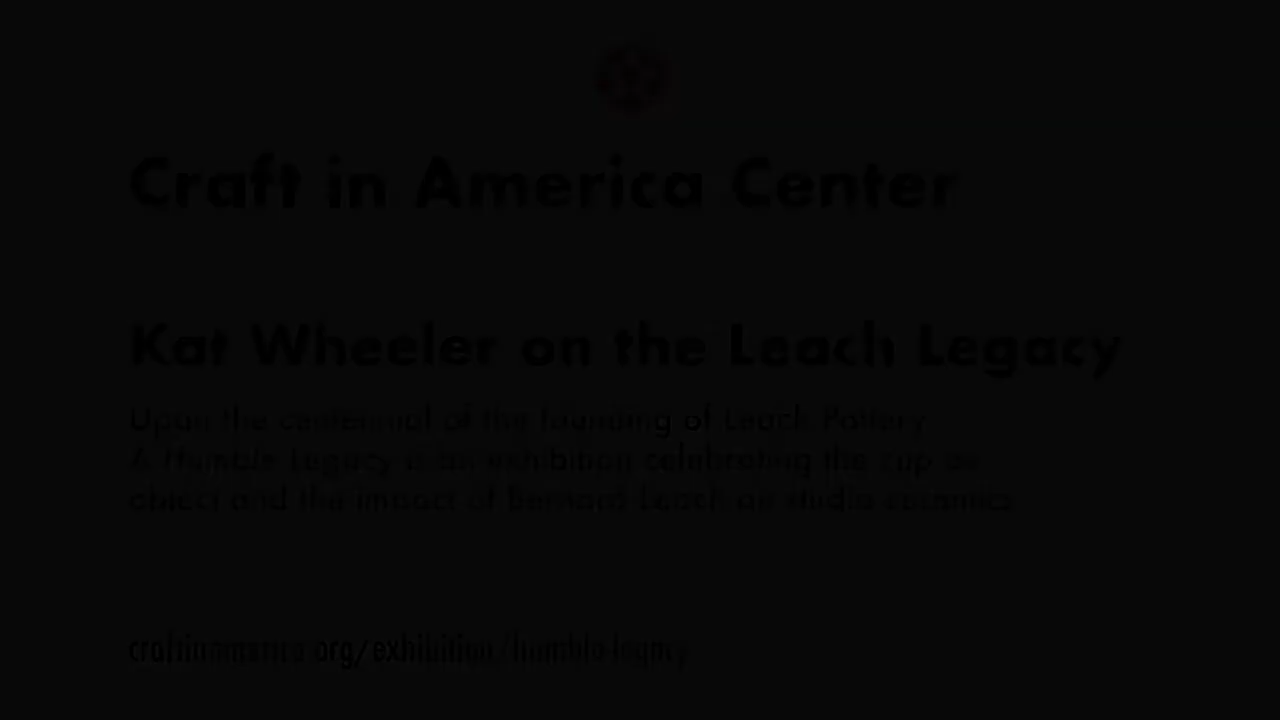 Craft in America Center
Kat Wheeler on the Leach Legacy
Upon the centennial of the founding of Leach Pottery
A Humble Legacy is an exhibition celebrating the cup as
object and the impact of Bernard Leach on studio ceramics
craftinamerica.org/exhibition/humble-legacy